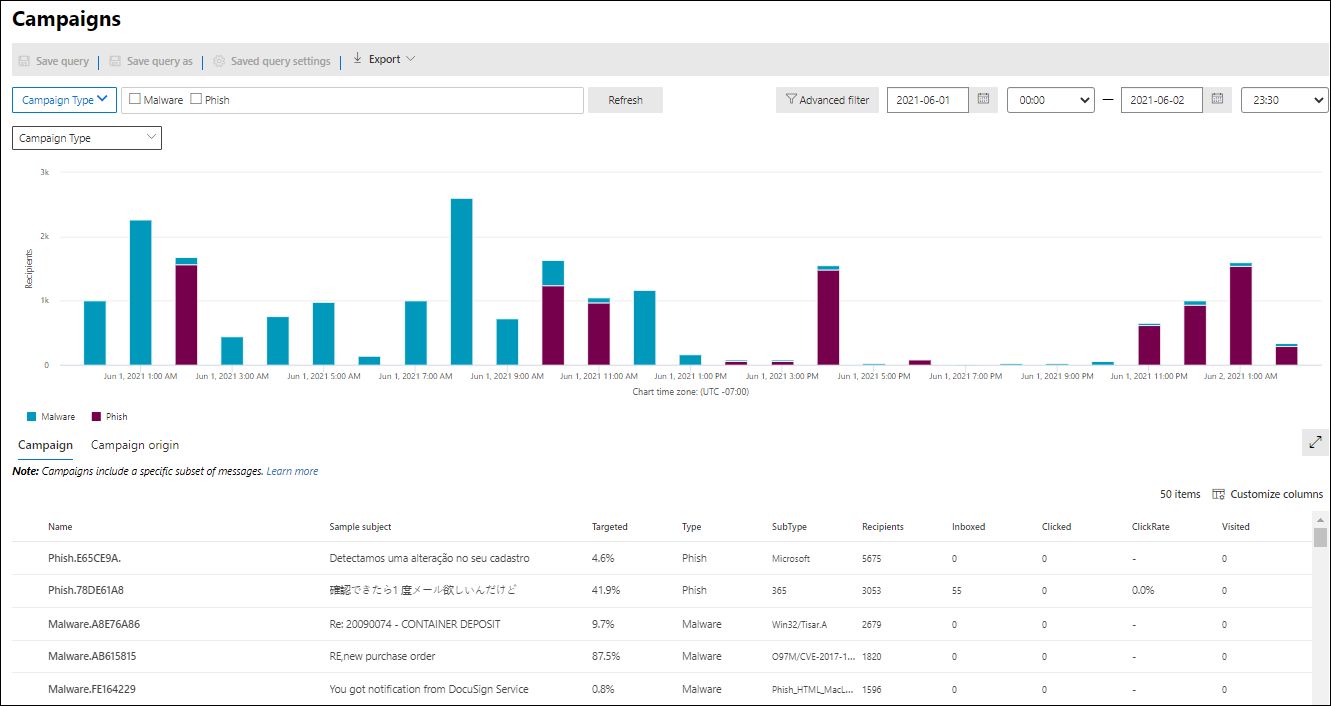 Campaigns
Save query | Save query as | Saved query settings | Export
Campaign Type Malware Phish Refresh Advanced filter 2021-06-01 00:00 — 2021-06-02 23:30
Campaign Type
3k
2k
1k
0
Recipients
Jun 1, 2021 1:00 AM Jun 1, 2021 3:00 AM Jun 1, 2021 5:00 AM Jun 1, 2021 7:00 AM Jun 1, 2021 9:00 AM Jun 1, 2021 11:00 AM Jun 1, 2021 1:00 PM Jun 1, 2021 3:00 PM Jun 1, 2021 5:00 PM Jun 1, 2021 7:00 PM Jun 1, 2021 9:00 PM Jun 1, 2021 11:00 PM Jun 2, 2021 1:00 AM
Chart time zone: (UTC -07:00)
Malware Phish
Campaign Campaign origin
Note: Campaigns include a specific subset of messages. Learn more
50 items Customize columns
Name Sample subject Targeted Type SubType Recipients Inboxed Clicked ClickRate Visited
Phish.E65CE9A. Detectamos uma alteração no seu cadastro 4.6% Phish Microsoft 5675 0 0 - 0
Phish.78DE61A8 確認できたら1 度メール欲しいんだけど 41.9% Phish 365 3053 55 0 0.0% 0
Malware.A8E76A86 Re: 20090074 - CONTAINER DEPOSIT 9.7% Malware Win32/Tisar.A 2679 0 0 - 0
Malware.AB615815 RE,new purchase order 87.5% Malware O97M/CVE-2017-1... 1820 0 0 - 0
Malware.FE164229 You got notification from DocuSign Service 0.8% Malware Phish_HTML_MacL... 1596 0 0 - 0